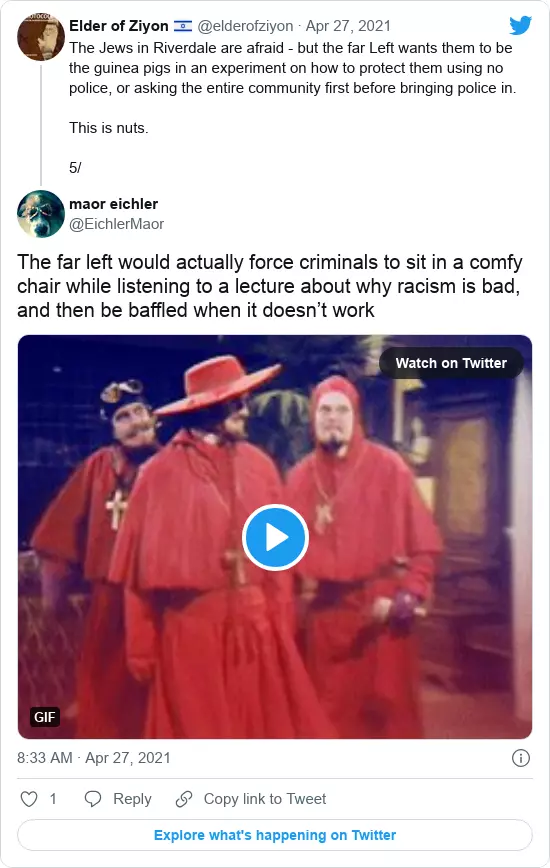 Elder of Ziyon 🇮🇱 @elderofziyon · Apr 27, 2021
The Jews in Riverdale are afraid - but the far Left wants them to be
the guinea pigs in an experiment on how to protect them using no
police, or asking the entire community first before bringing police in.
This is nuts.
5/
maor eichler
@EichlerMaor
The far left would actually force criminals to sit in a comfy
chair while listening to a lecture about why racism is bad,
and then be baffled when it doesn’t work
Watch on Twitter
GIF
8:33 AM · Apr 27, 2021
1 Reply Copy link to Tweet
Explore what's happening on Twitter